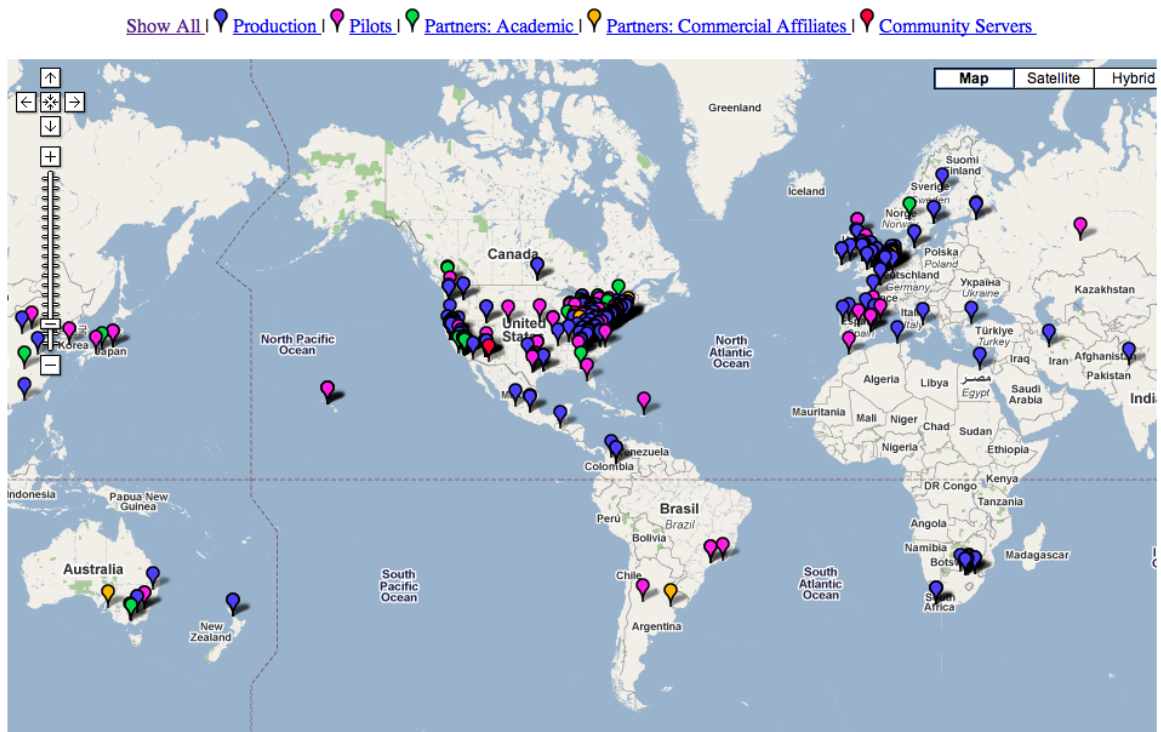 Show All | Production | Pilots | Partners: Academic | Partners: Commercial Affiliates | Community Servers
Map Satellite Hybrid
Greenland
Iceland
Suomi
Finland
Sverige
Sweden
Norge
Norway
Canada
Polska
Poland
Deutschland
Germany
Україна
Ukraine
Kazakhstan
United
States
Italy
Türkiye
Turkey
Korea
Japan
North Pacific
Ocean
North
Atlantic
Ocean
Iraq
Iran
Afghanistan
Pakistan
Algeria
Libya
مصر
Egypt
Saudi
Arabia
Mauritania
Mali
Niger
Chad
Sudan
Nigeria
Ethiopia
Venezuela
Colombia
Indonesia
Papua New
Guinea
DR Congo
Kenya
Tanzania
Perú
Brasil
Brazil
Bolivia
Angola
Namibia
Madagascar
Australia
Chile
South
Pacific
Ocean
South
Atlantic
Ocean
South
Africa
New
Zealand
Argentina